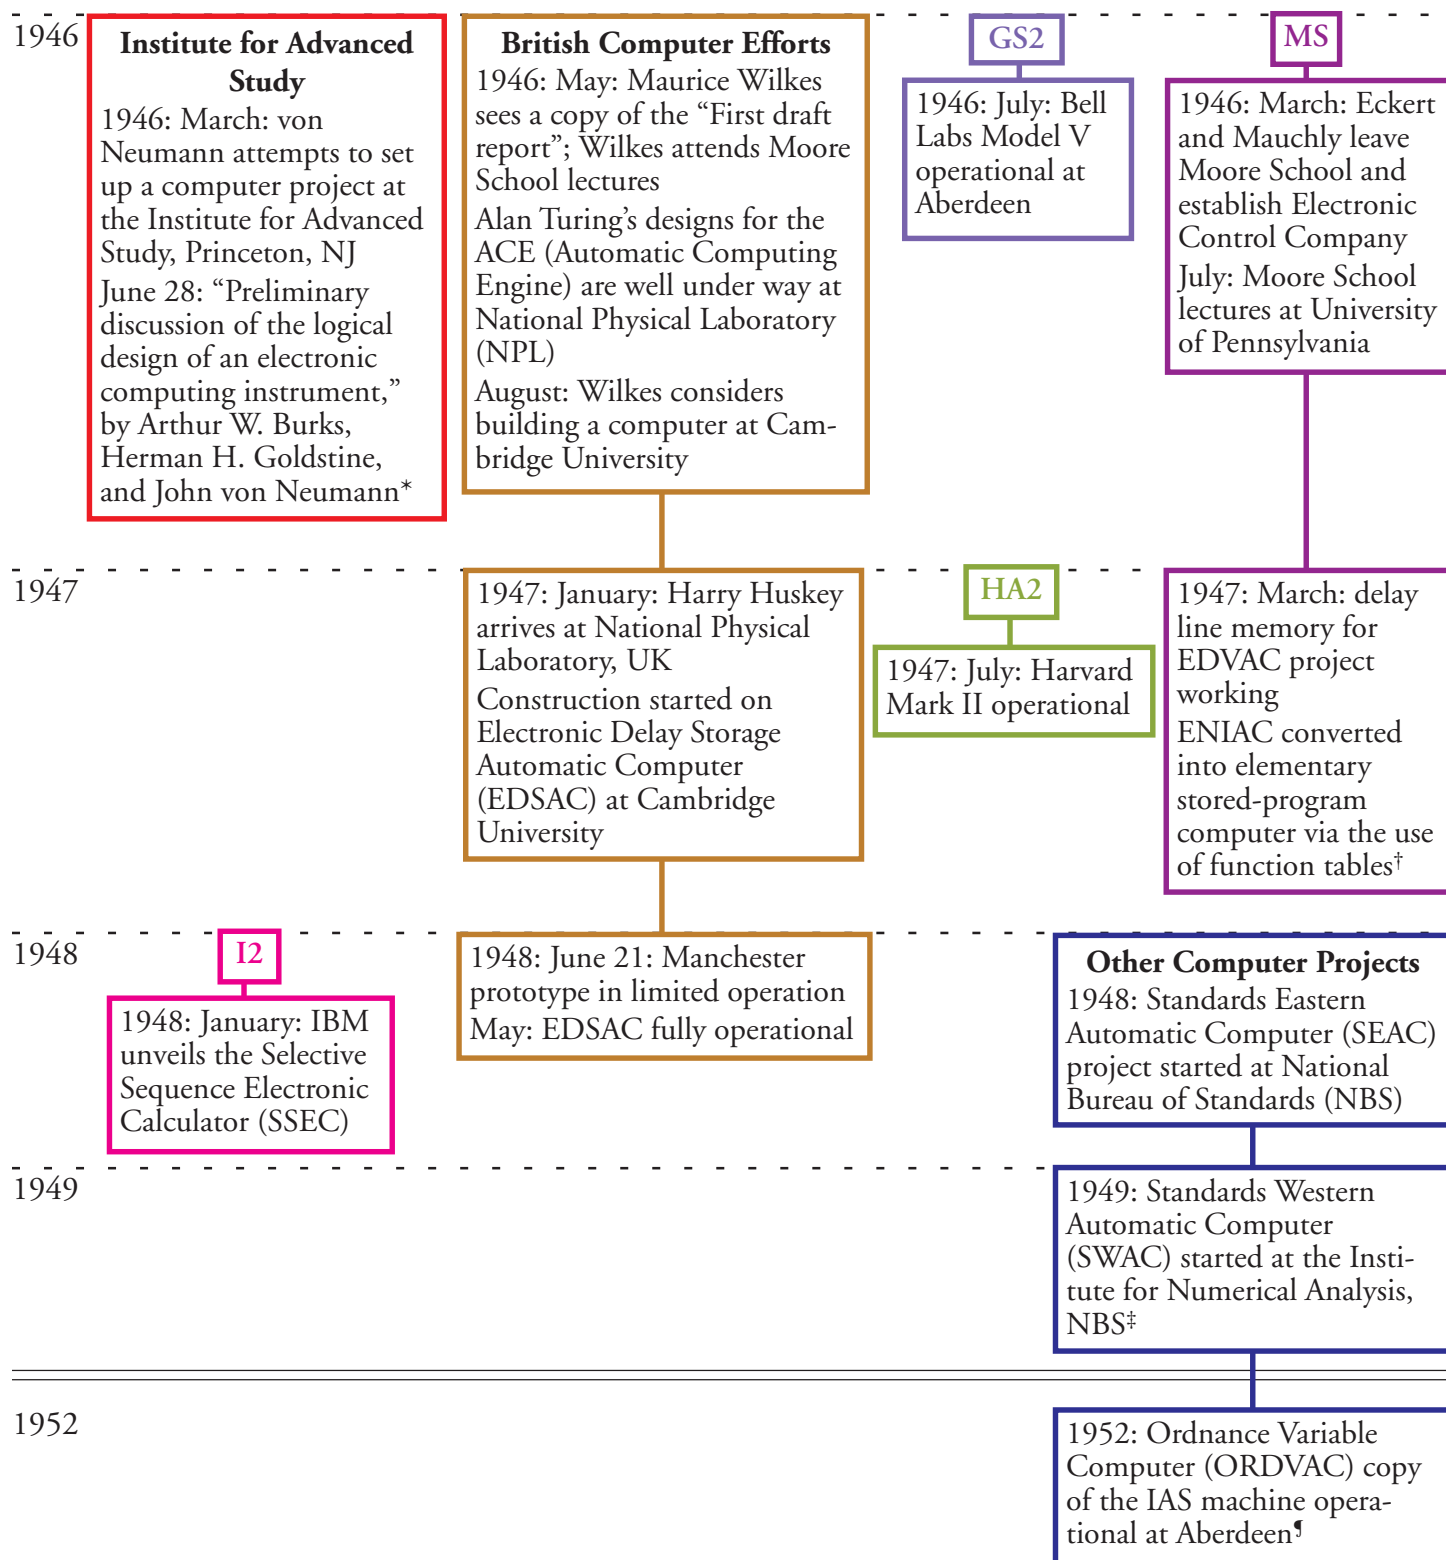 1946
Institute for Advanced
Study
1946: March: von
Neumann attempts to set
up a computer project at
the Institute for Advanced
Study, Princeton, NJ
June 28: “Preliminary
discussion of the logical
design of an electronic
computing instrument,”
by Arthur W. Burks,
Herman H. Goldstine,
and John von Neumann*
British Computer Efforts
1946: May: Maurice Wilkes
sees a copy of the “First draft
report”; Wilkes attends Moore
School lectures
Alan Turing’s designs for the
ACE (Automatic Computing
Engine) are well under way at
National Physical Laboratory
(NPL)
August: Wilkes considers
building a computer at Cam-
bridge University
GS2
1946: July: Bell
Labs Model V
operational at
Aberdeen
MS
1946: March: Eckert
and Mauchly leave
Moore School and
establish Electronic
Control Company
July: Moore School
lectures at University
of Pennsylvania
1947
1947: January: Harry Huskey
arrives at National Physical
Laboratory, UK
Construction started on
Electronic Delay Storage
Automatic Computer
(EDSAC) at Cambridge
University
HA2
1947: July: Harvard
Mark II operational
1947: March: delay
line memory for
EDVAC project
working
ENIAC converted
into elementary
stored-program
computer via the use
of function tables†
1948
I2
1948: January: IBM
unveils the Selective
Sequence Electronic
Calculator (SSEC)
1948: June 21: Manchester
prototype in limited operation
May: EDSAC fully operational
Other Computer Projects
1948: Standards Eastern
Automatic Computer (SEAC)
project started at National
Bureau of Standards (NBS)
1949
1949: Standards Western
Automatic Computer
(SWAC) started at the Insti-
tute for Numerical Analysis,
NBS‡
1952
1952: Ordnance Variable
Computer (ORDVAC) copy
of the IAS machine opera-
tional at Aberdeen¶